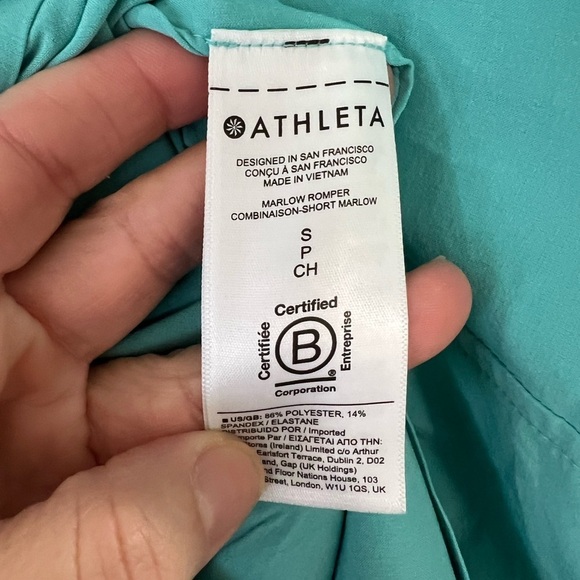 ATHLETA
DESIGNED IN SAN FRANCISCO
CONÇU À SAN FRANCISCO
MADE IN VIETNAM
MARLOW ROMPER
COMBINAISON-SHORT MARLOW
S
P
CH
Certified
Certifiée
B
Entreprise
®
Corporation
US/GB: 86% POLYESTER, 14%
SPANDEX / ELASTANE
DISTRIBUIDO POR / Imported
Par / ΕΙΣΑΓΕΤΑΙ ΑΠΟ ΤΗΝ:
(Ireland) Limited c/o Arthur
Earlsfort Terrace, Dublin 2, D02
Gap (UK Holdings)
Floor Nations House, 103
Street, London, W1U 1QS, UK